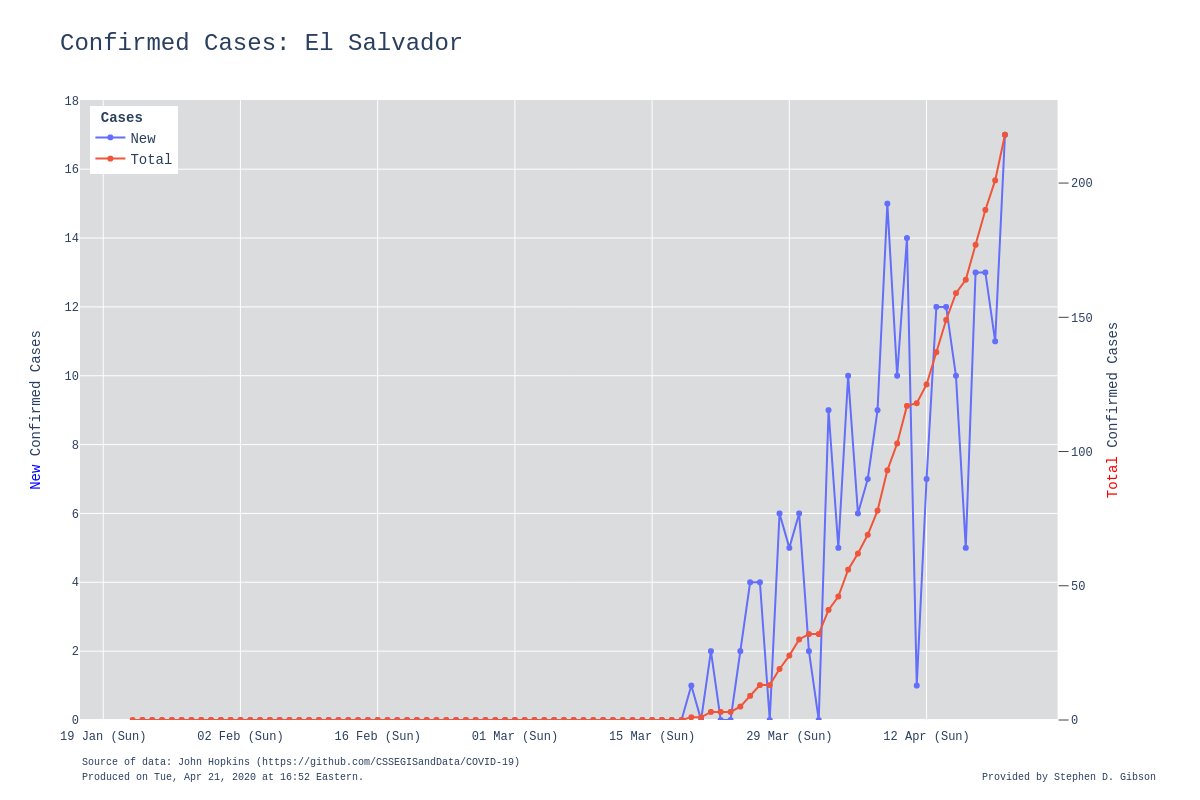 Confirmed Cases: El Salvador
Cases
New
Total
18
16
14
12
10
8
6
4
2
0
200
150
100
50
0
New Confirmed Cases
Total Confirmed Cases
19 Jan (Sun) 02 Feb (Sun) 16 Feb (Sun) 01 Mar (Sun) 15 Mar (Sun) 29 Mar (Sun) 12 Apr (Sun)
Source of data: John Hopkins (https://github.com/CSSEGISandData/COVID-19)
Produced on Tue, Apr 21, 2020 at 16:52 Eastern.
Provided by Stephen D. Gibson